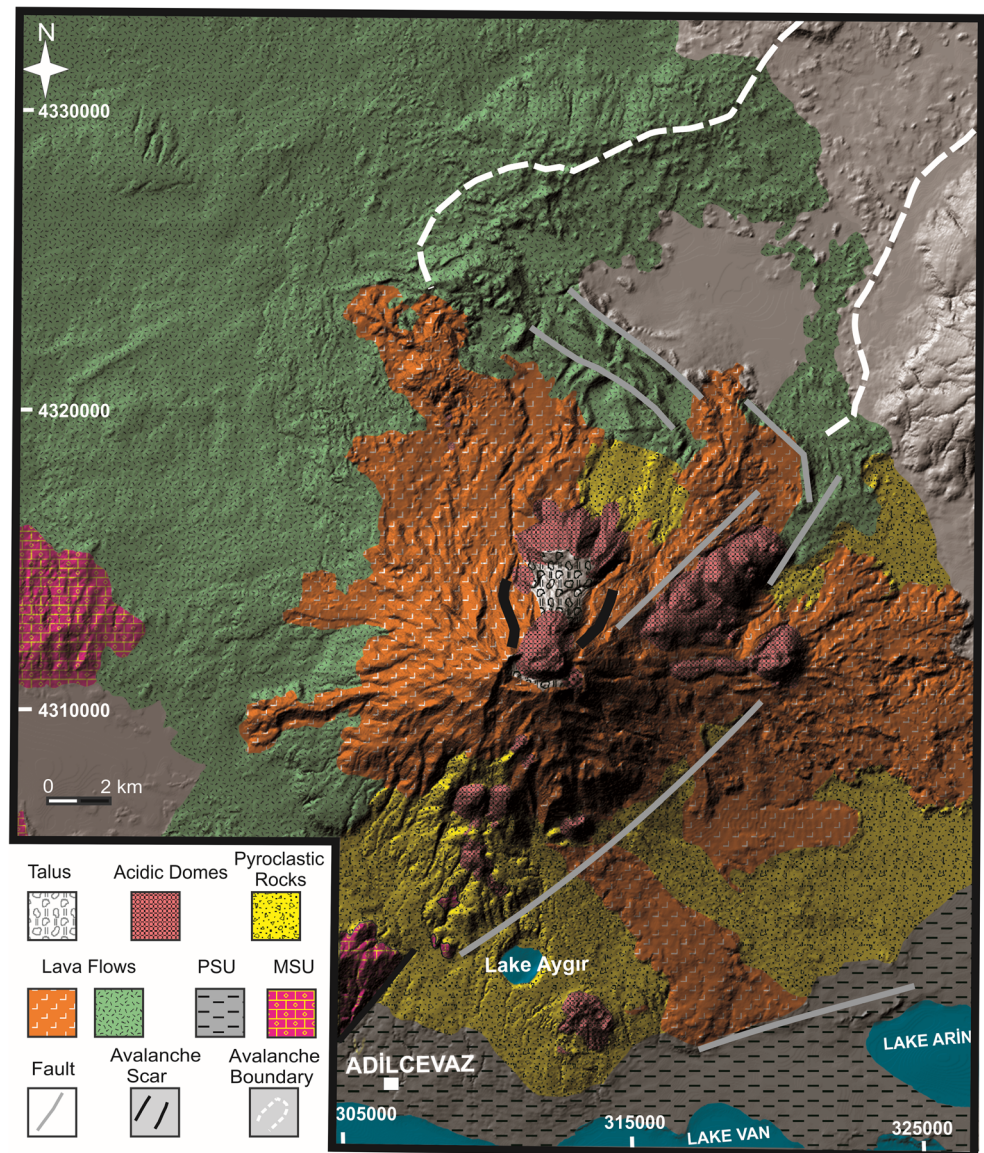 N
4330000
4320000
4310000
0 2 km
Talus
Acidic Domes
Pyroclastic
Rocks
Lava Flows
PSU
MSU
Fault
Avalanche
Scar
Avalanche
Boundary
Lake Aygır
ADİLCEVAZ
LAKE ARİN
LAKE VAN
305000
315000
325000